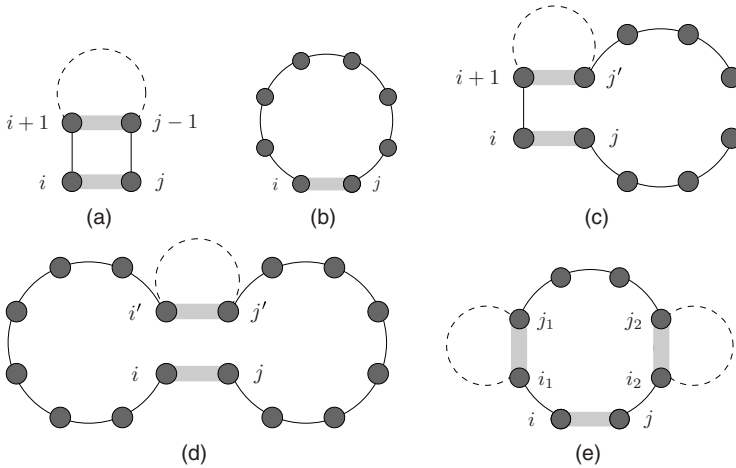 i + 1
j − 1
i
j
(a)
i
j
(b)
i + 1
j′
i
j
(c)
i′
j′
i
j
(d)
j₁
j₂
i₁
i₂
i
j
(e)